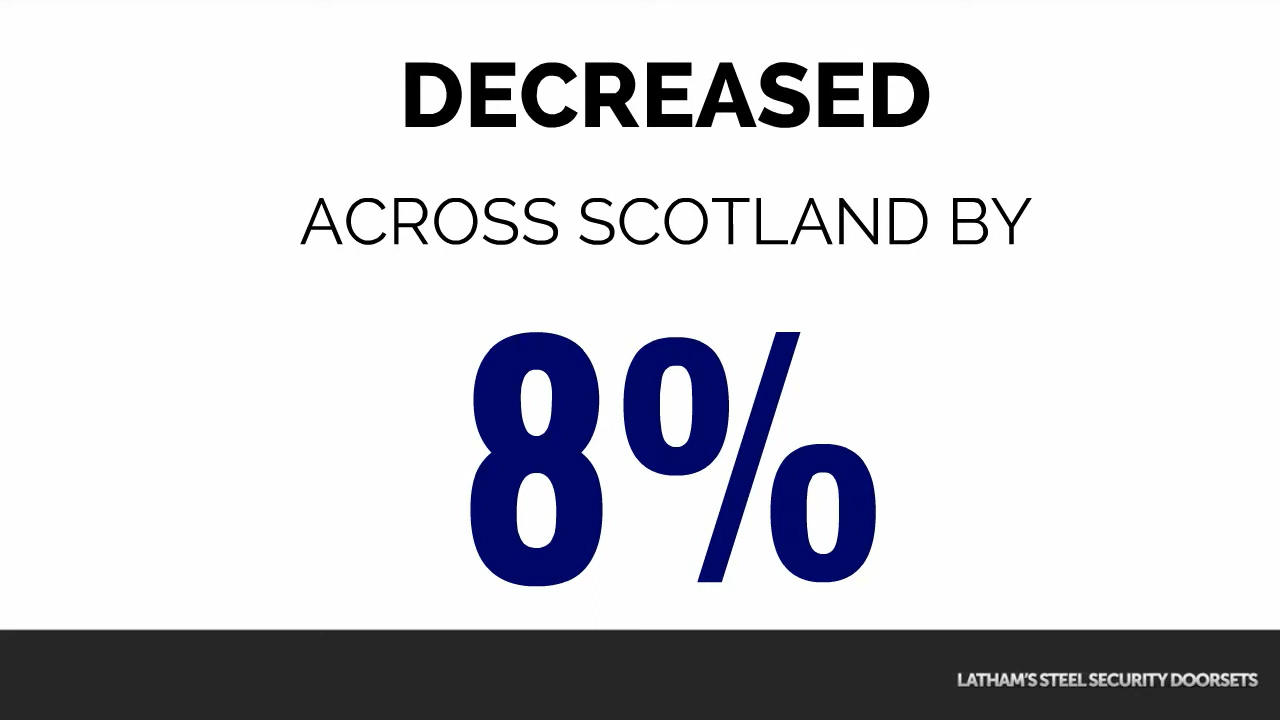 DECREASED
ACROSS SCOTLAND BY
8%
LATHAM'S STEEL SECURITY DOORSETS